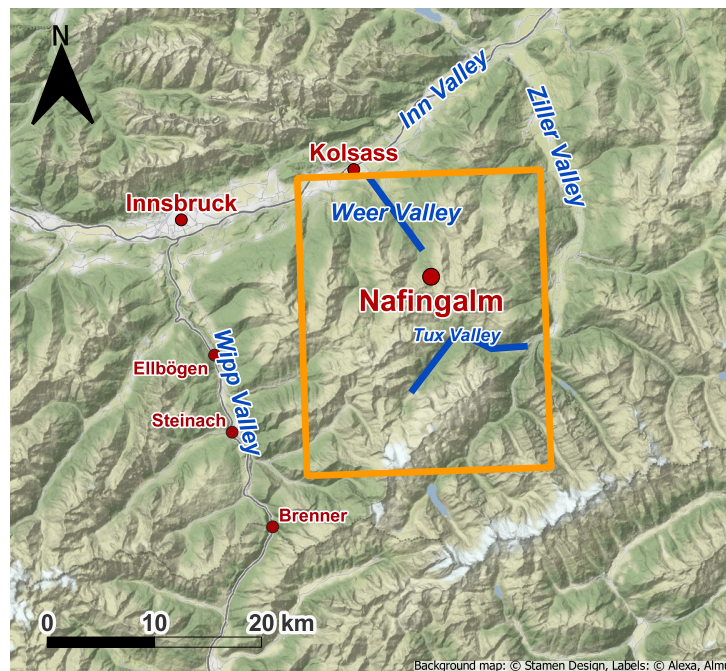 N
Inn Valley
Ziller Valley
Kolsass
Innsbruck
Weer Valley
Nafingalm
Tux Valley
Ellbögen
Wipp Valley
Steinach
Brenner
0 10 20 km
Background map: © Stamen Design, Labels: © Alexa, Alm